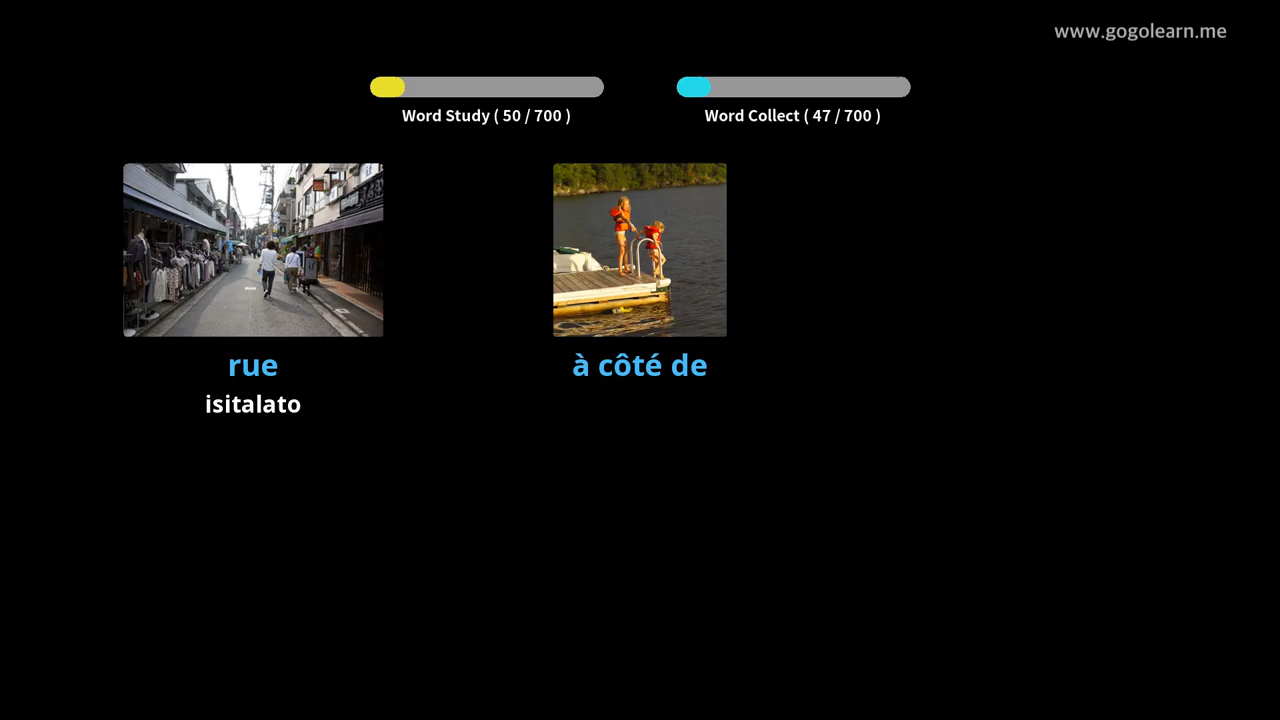 www.gogolearn.me
Word Study ( 50 / 700 )
Word Collect ( 47 / 700 )
rue
à côté de
isitalato